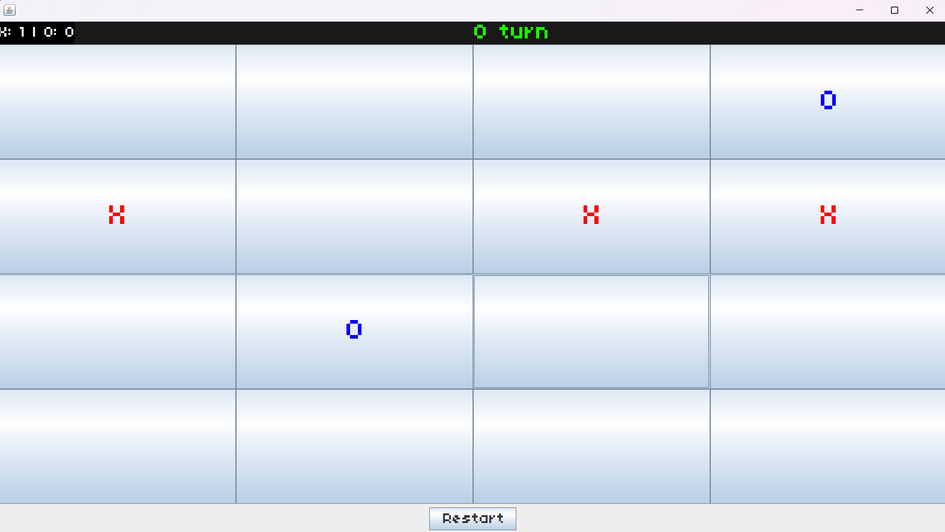 X: 1 | O: 0
O turn
O
X X X
O
Restart